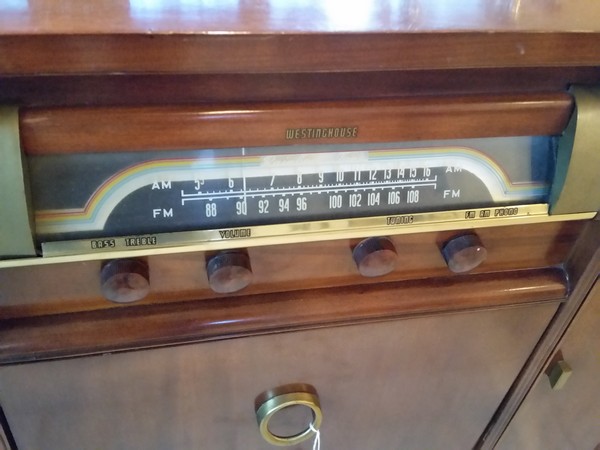 WESTINGHOUSE
AM 5 6 7 8 9 10 11 12 13 14 15 16 AM
FM 88 90 92 94 96 100 102 104 106 108 FM
BASS TREBLE VOLUME TUNING FM AM PHONO